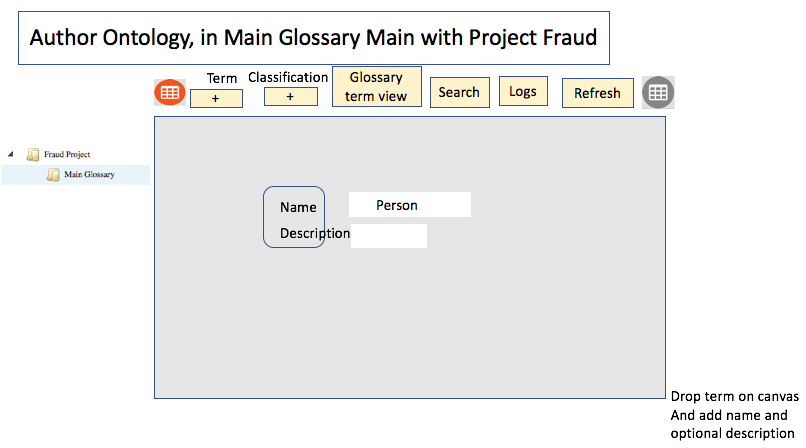 Author Ontology, in Main Glossary Main with Project Fraud
Term
+
Classification
+
Glossary
term view
Search
Logs
Refresh
Fraud Project
Main Glossary
Name
Person
Description
Drop term on canvas
And add name and
optional description